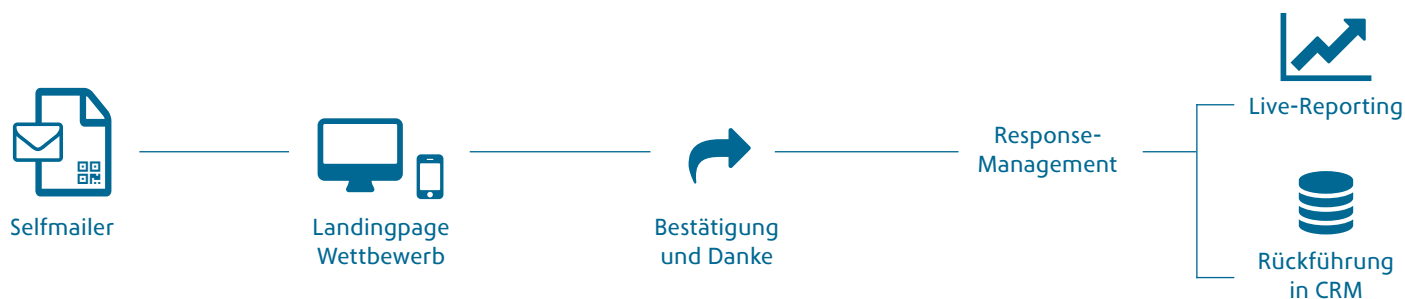 Selfmailer
Landingpage
Wettbewerb
Bestätigung
und Danke
Response-
Management
Live-Reporting
Rückführung
in CRM